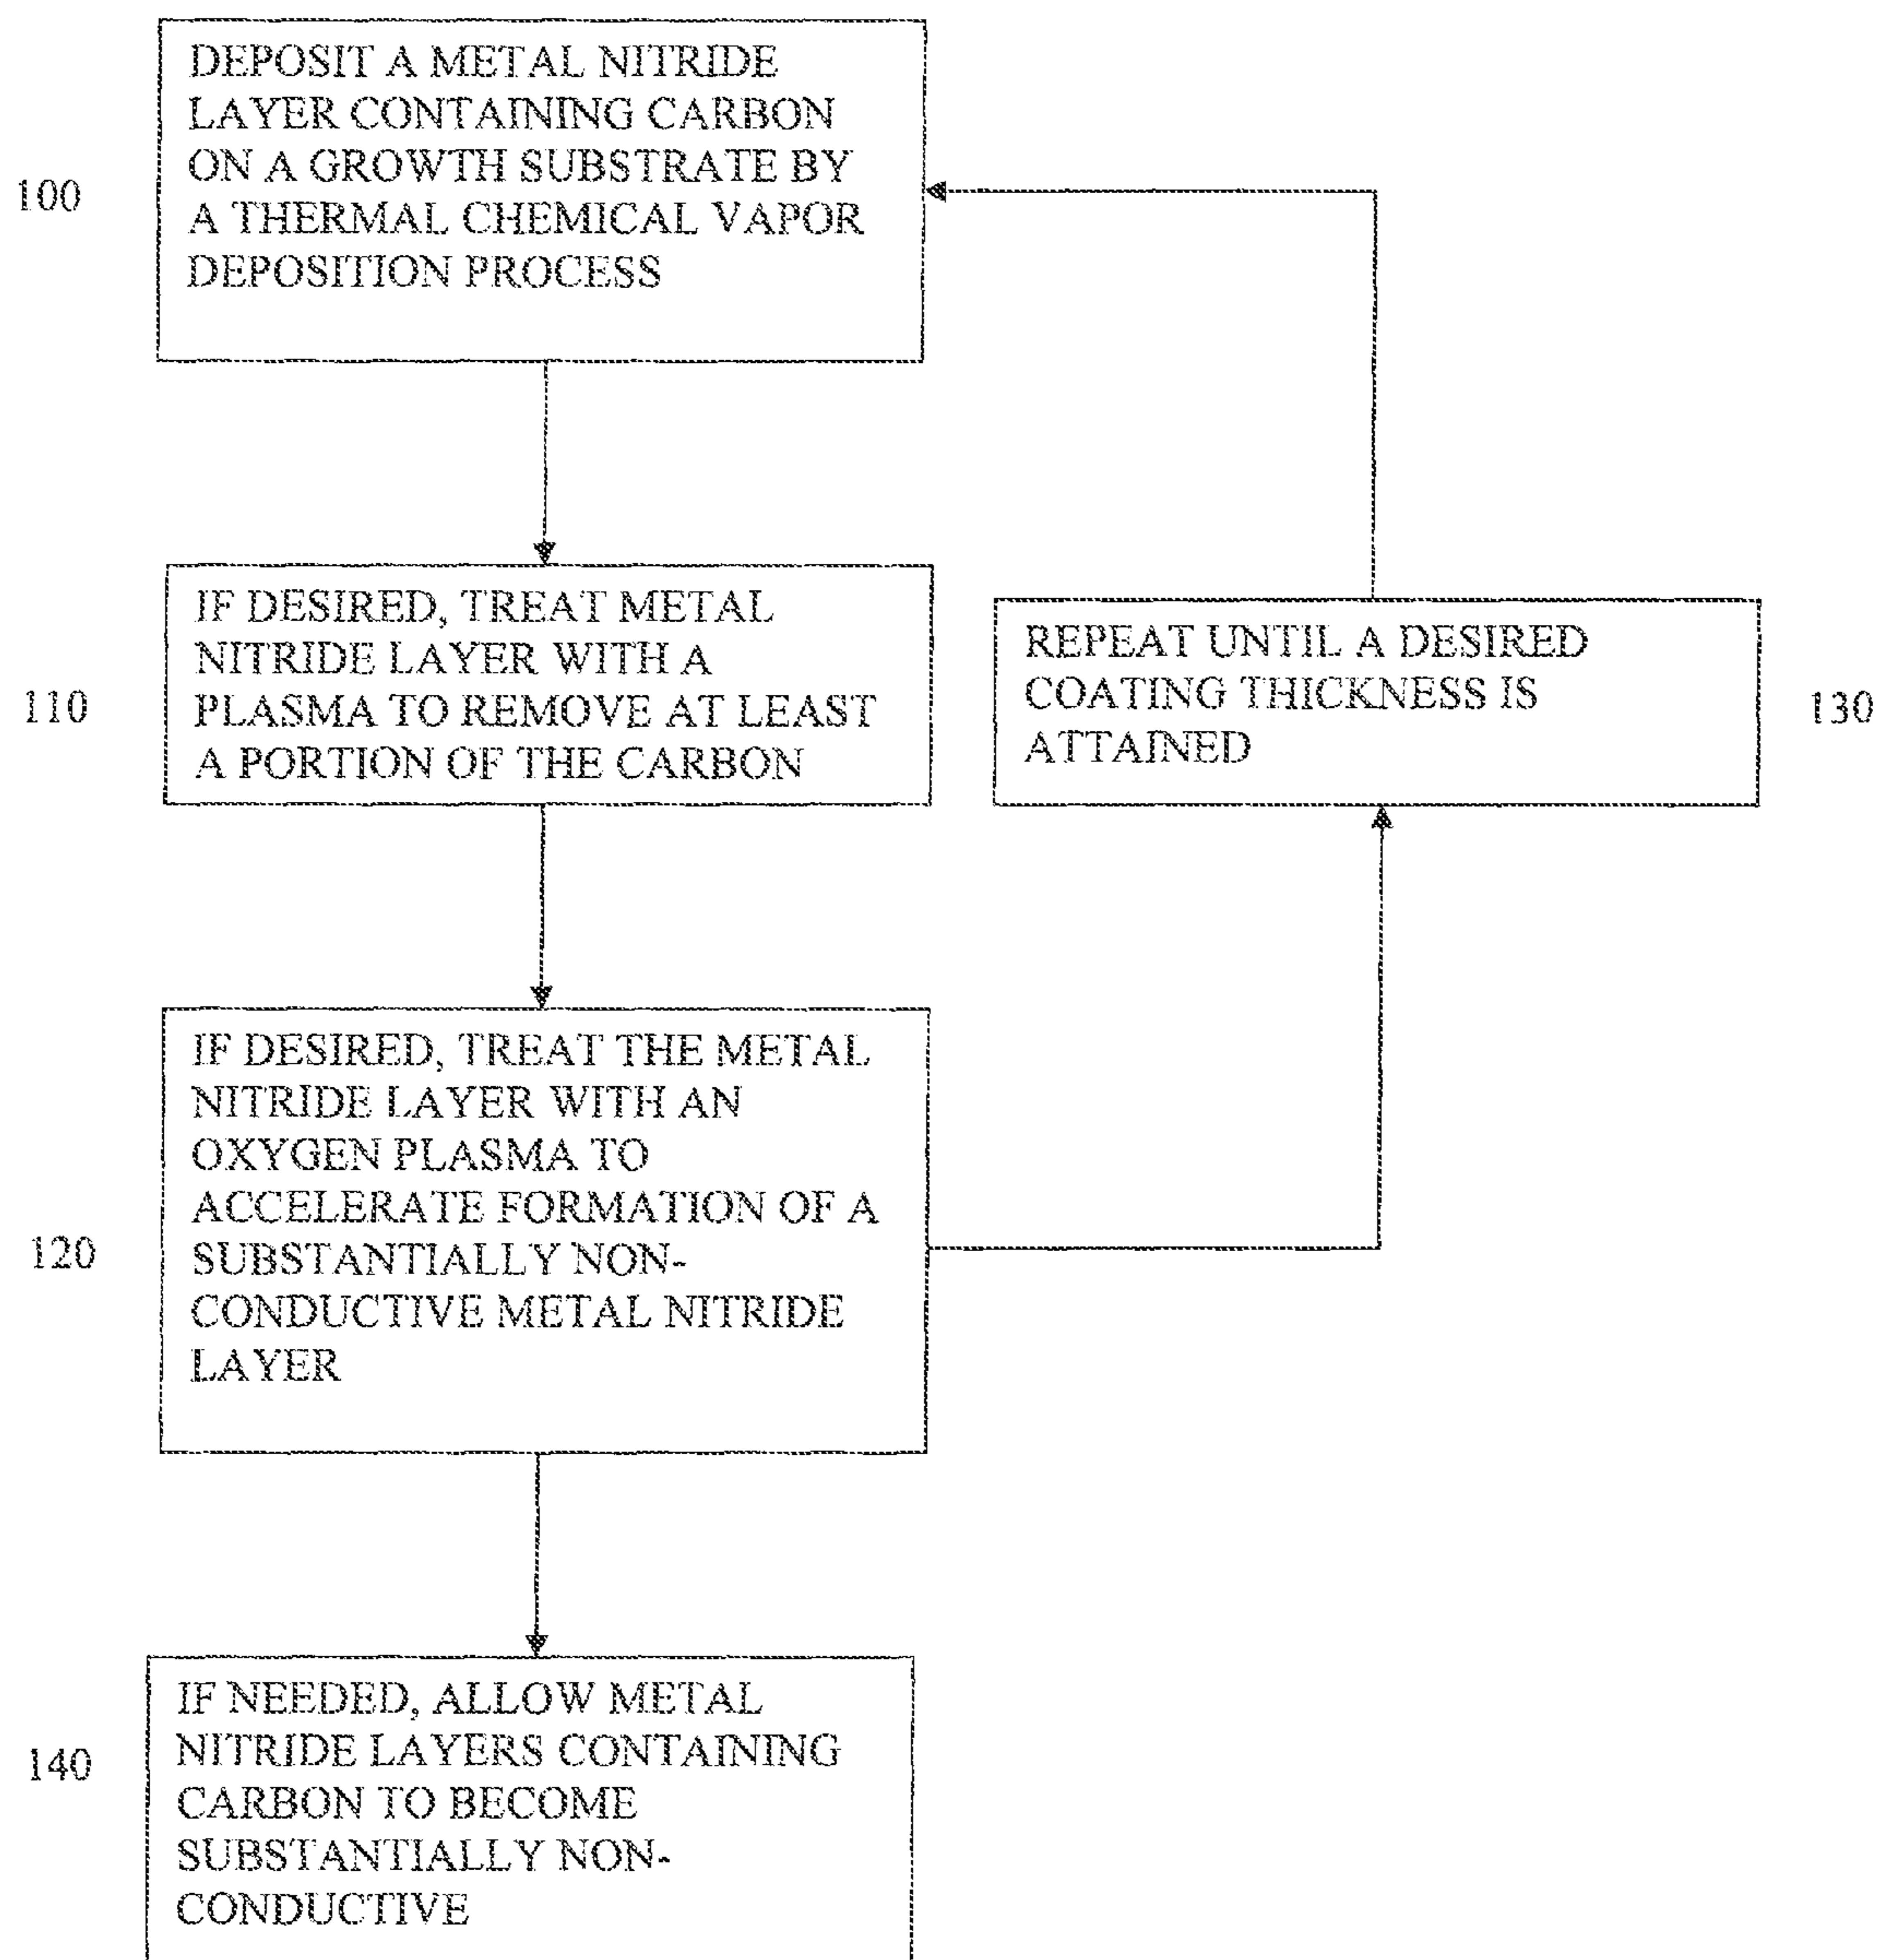 DEPOSIT A METAL NITRIDE
LAYER CONTAINING CARBON
ON A GROWTH SUBSTRATE BY
A THERMAL CHEMICAL VAPOR
DEPOSITION PROCESS
100
IF DESIRED, TREAT METAL
NITRIDE LAYER WITH A
PLASMA TO REMOVE AT LEAST
A PORTION OF THE CARBON
110
REPEAT UNTIL A DESIRED
COATING THICKNESS IS
ATTAINED
130
IF DESIRED, TREAT THE METAL
NITRIDE LAYER WITH AN
OXYGEN PLASMA TO
ACCELERATE FORMATION OF A
SUBSTANTIALLY NON-
CONDUCTIVE METAL NITRIDE
LAYER
120
IF NEEDED, ALLOW METAL
NITRIDE LAYERS CONTAINING
CARBON TO BECOME
SUBSTANTIALLY NON-
CONDUCTIVE
140